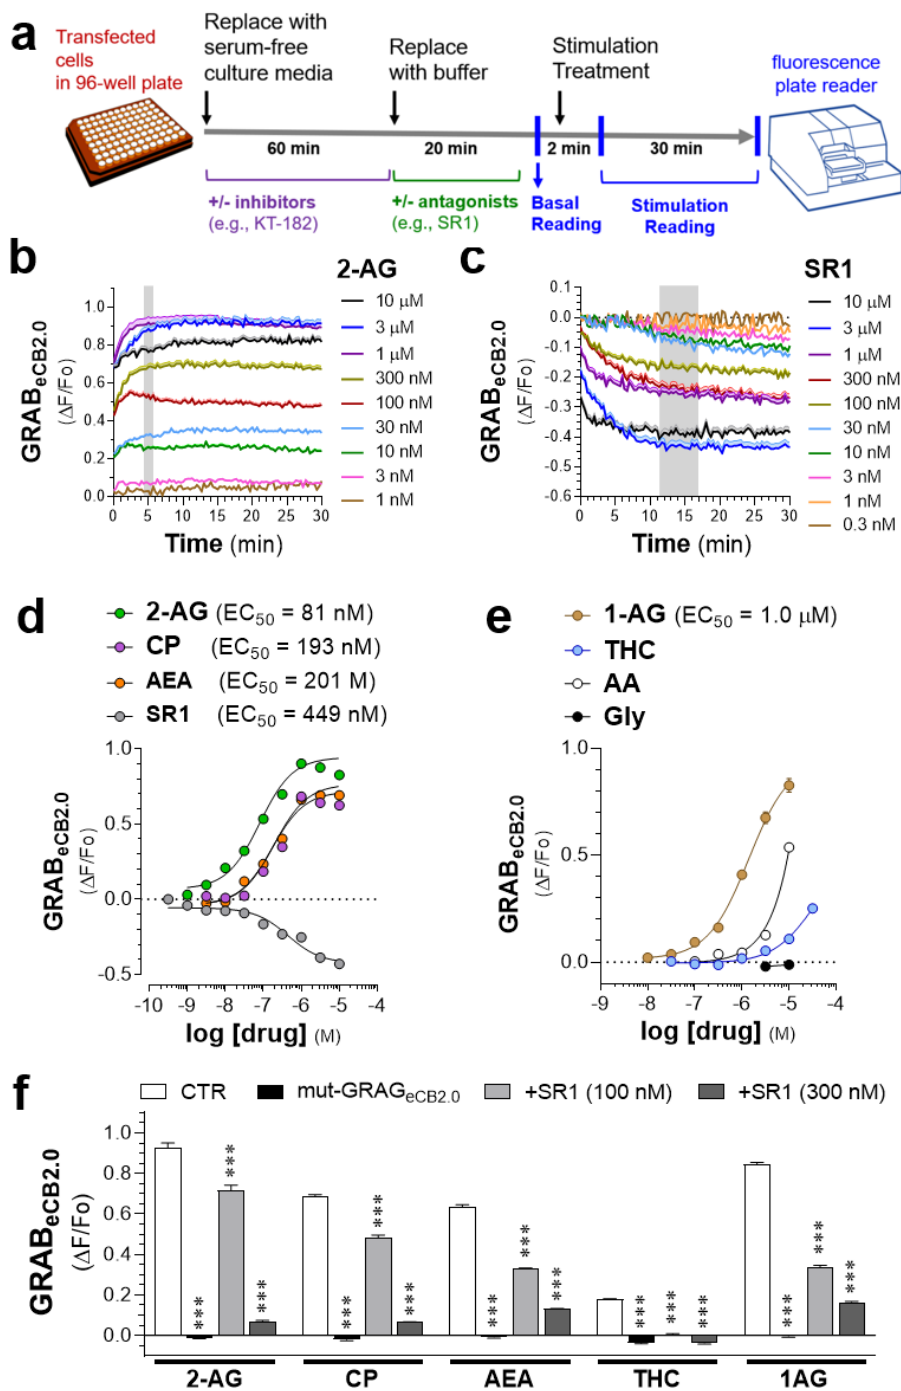 a
Transfected
cells
in 96-well plate
Replace with
serum-free
culture media
Replace
with buffer
Stimulation
Treatment
fluorescence
plate reader
60 min
20 min
2 min
30 min
+/- inhibitors
(e.g., KT-182)
+/- antagonists
(e.g., SR1)
Basal
Reading
Stimulation
Reading
b
2-AG
GRABeCB2.0
(ΔF/Fo)
1.0
0.8
0.6
0.4
0.2
0.0
0 5 10 15 20 25 30
Time (min)
10 μM
3 μM
1 μM
300 nM
100 nM
30 nM
10 nM
3 nM
1 nM
c
SR1
GRABeCB2.0
(ΔF/Fo)
0.1
0.0
-0.1
-0.2
-0.3
-0.4
-0.5
-0.6
0 5 10 15 20 25 30
Time (min)
10 μM
3 μM
1 μM
300 nM
100 nM
30 nM
10 nM
3 nM
1 nM
0.3 nM
d
2-AG (EC50 = 81 nM)
CP (EC50 = 193 nM)
AEA (EC50 = 201 M)
SR1 (EC50 = 449 nM)
GRABeCB2.0
(ΔF/Fo)
1.0
0.5
0.0
-0.5
-10 -9 -8 -7 -6 -5 -4
log [drug] (M)
e
1-AG (EC50 = 1.0 μM)
THC
AA
Gly
GRABeCB2.0
(ΔF/Fo)
1.0
0.5
0.0
-9 -8 -7 -6 -5 -4
log [drug] (M)
f
CTR mut-GRAGeCB2.0 +SR1 (100 nM) +SR1 (300 nM)
GRABeCB2.0
(ΔF/Fo)
1.0
0.8
0.6
0.4
0.2
0.0
*** *** *** *** *** *** *** *** *** *** *** *** *** *** ***
2-AG CP AEA THC 1AG